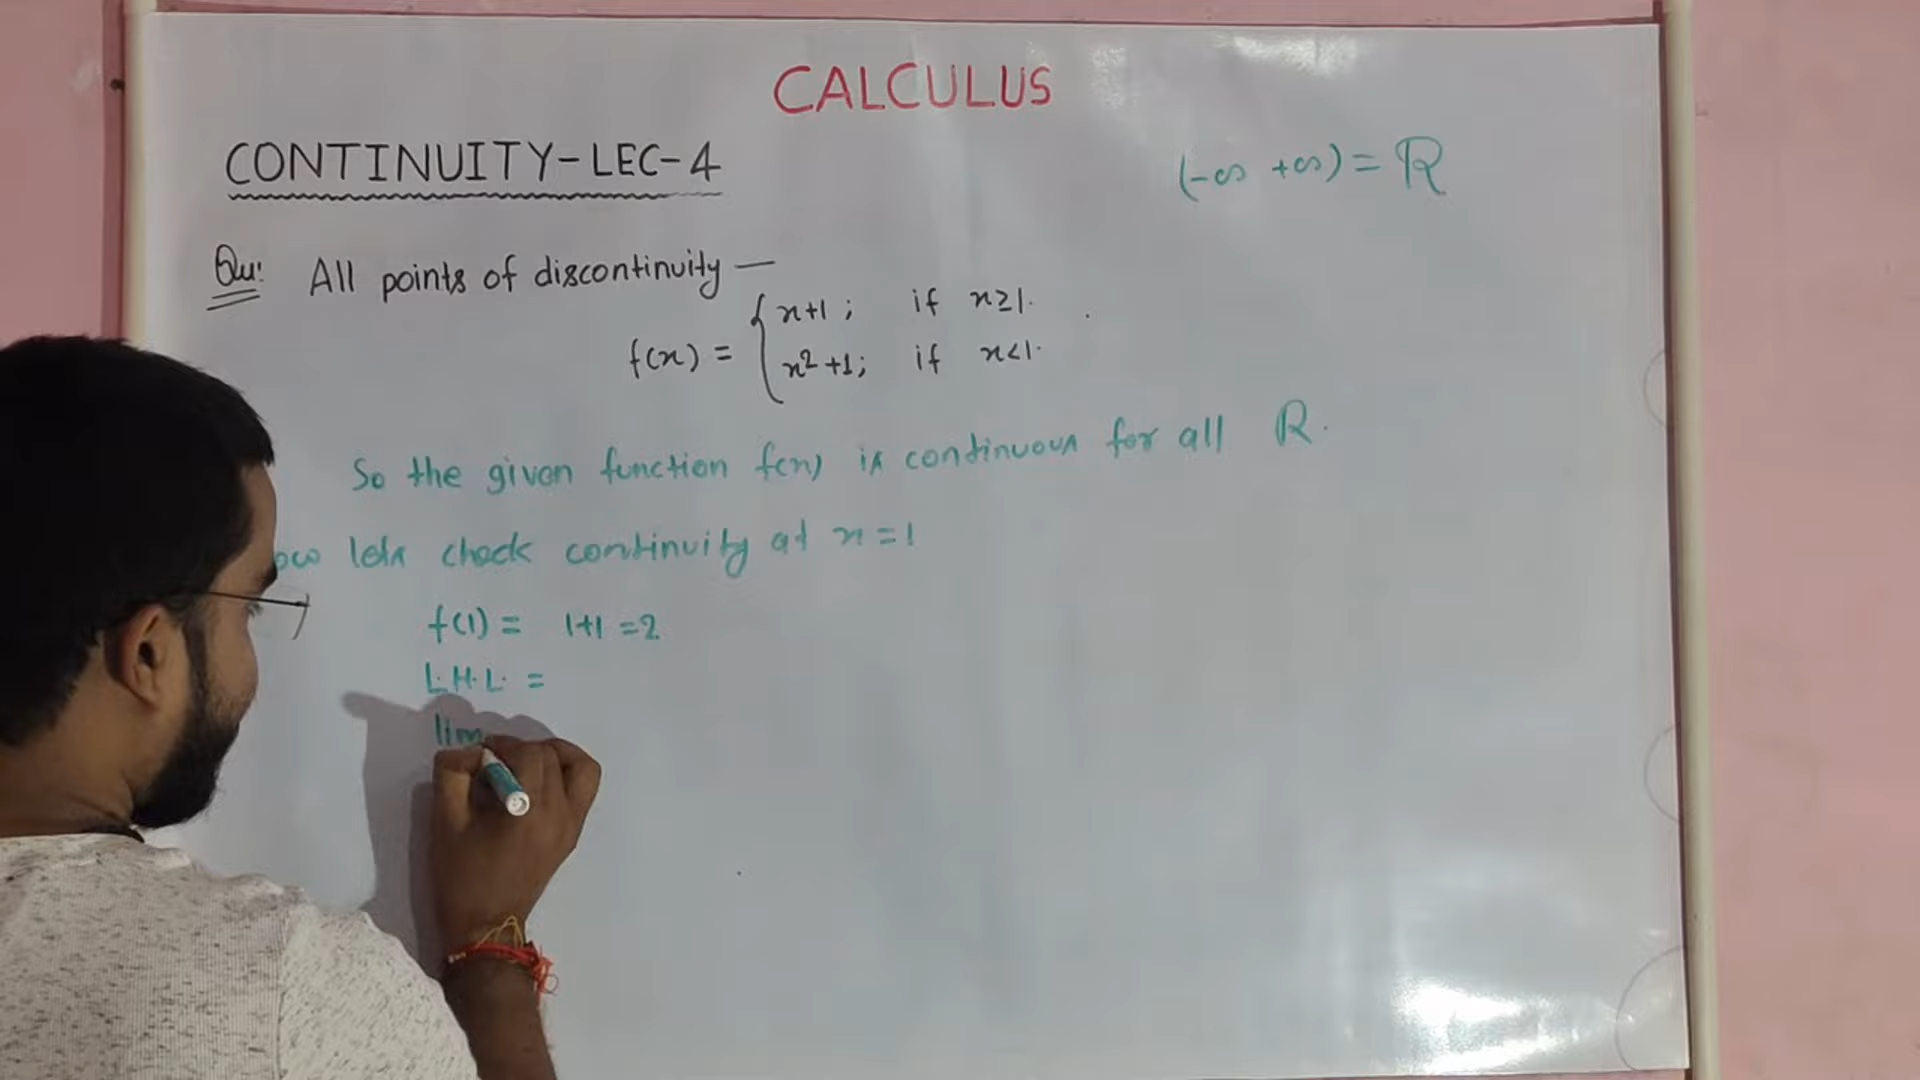 CALCULUS
CONTINUITY-LEC-4
(-∞ +∞) = ℝ
Qu: All points of discontinuity —
f(x) = { x+1 ; if x≥1.
x²+1; if x<1.
So the given function f(x) is continuous for all ℝ.
lets check continuity at x=1
f(1) = 1+1 =2
L.H.L. =
lim